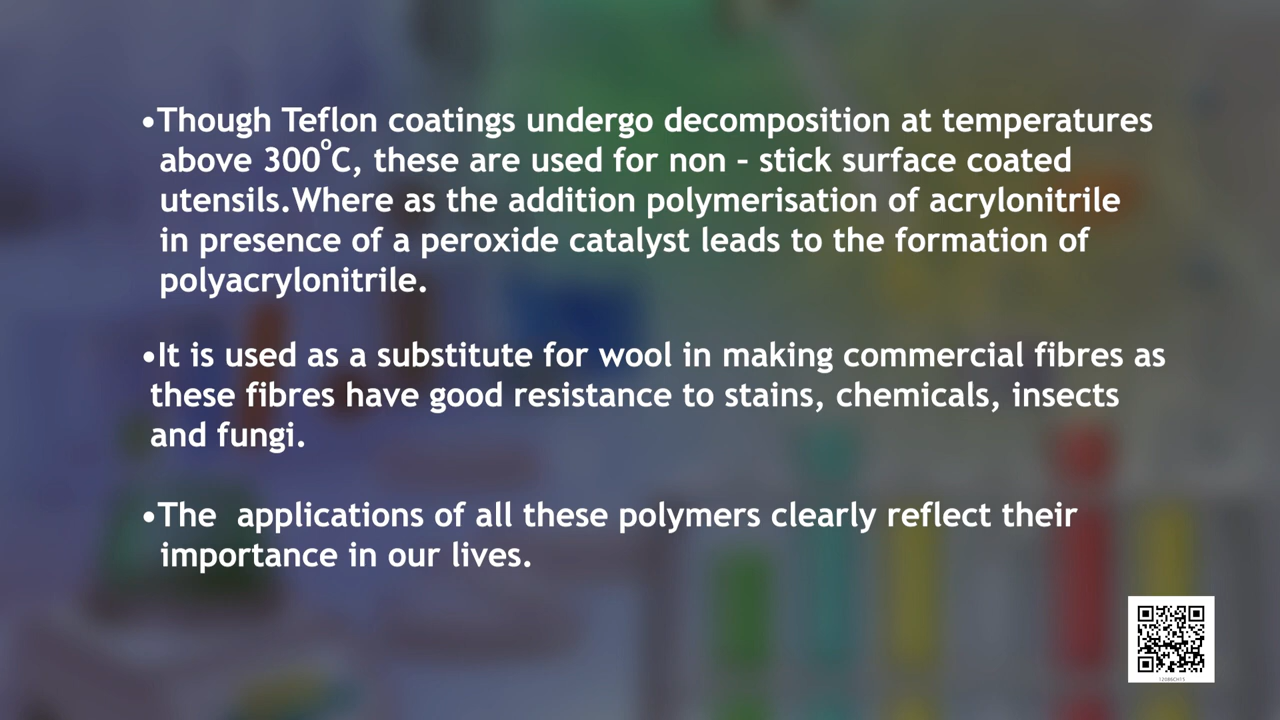 •Though Teflon coatings undergo decomposition at temperatures
above 300°C, these are used for non – stick surface coated
utensils.Where as the addition polymerisation of acrylonitrile
in presence of a peroxide catalyst leads to the formation of
polyacrylonitrile.
•It is used as a substitute for wool in making commercial fibres as
these fibres have good resistance to stains, chemicals, insects
and fungi.
•The applications of all these polymers clearly reflect their
importance in our lives.
12086CH15